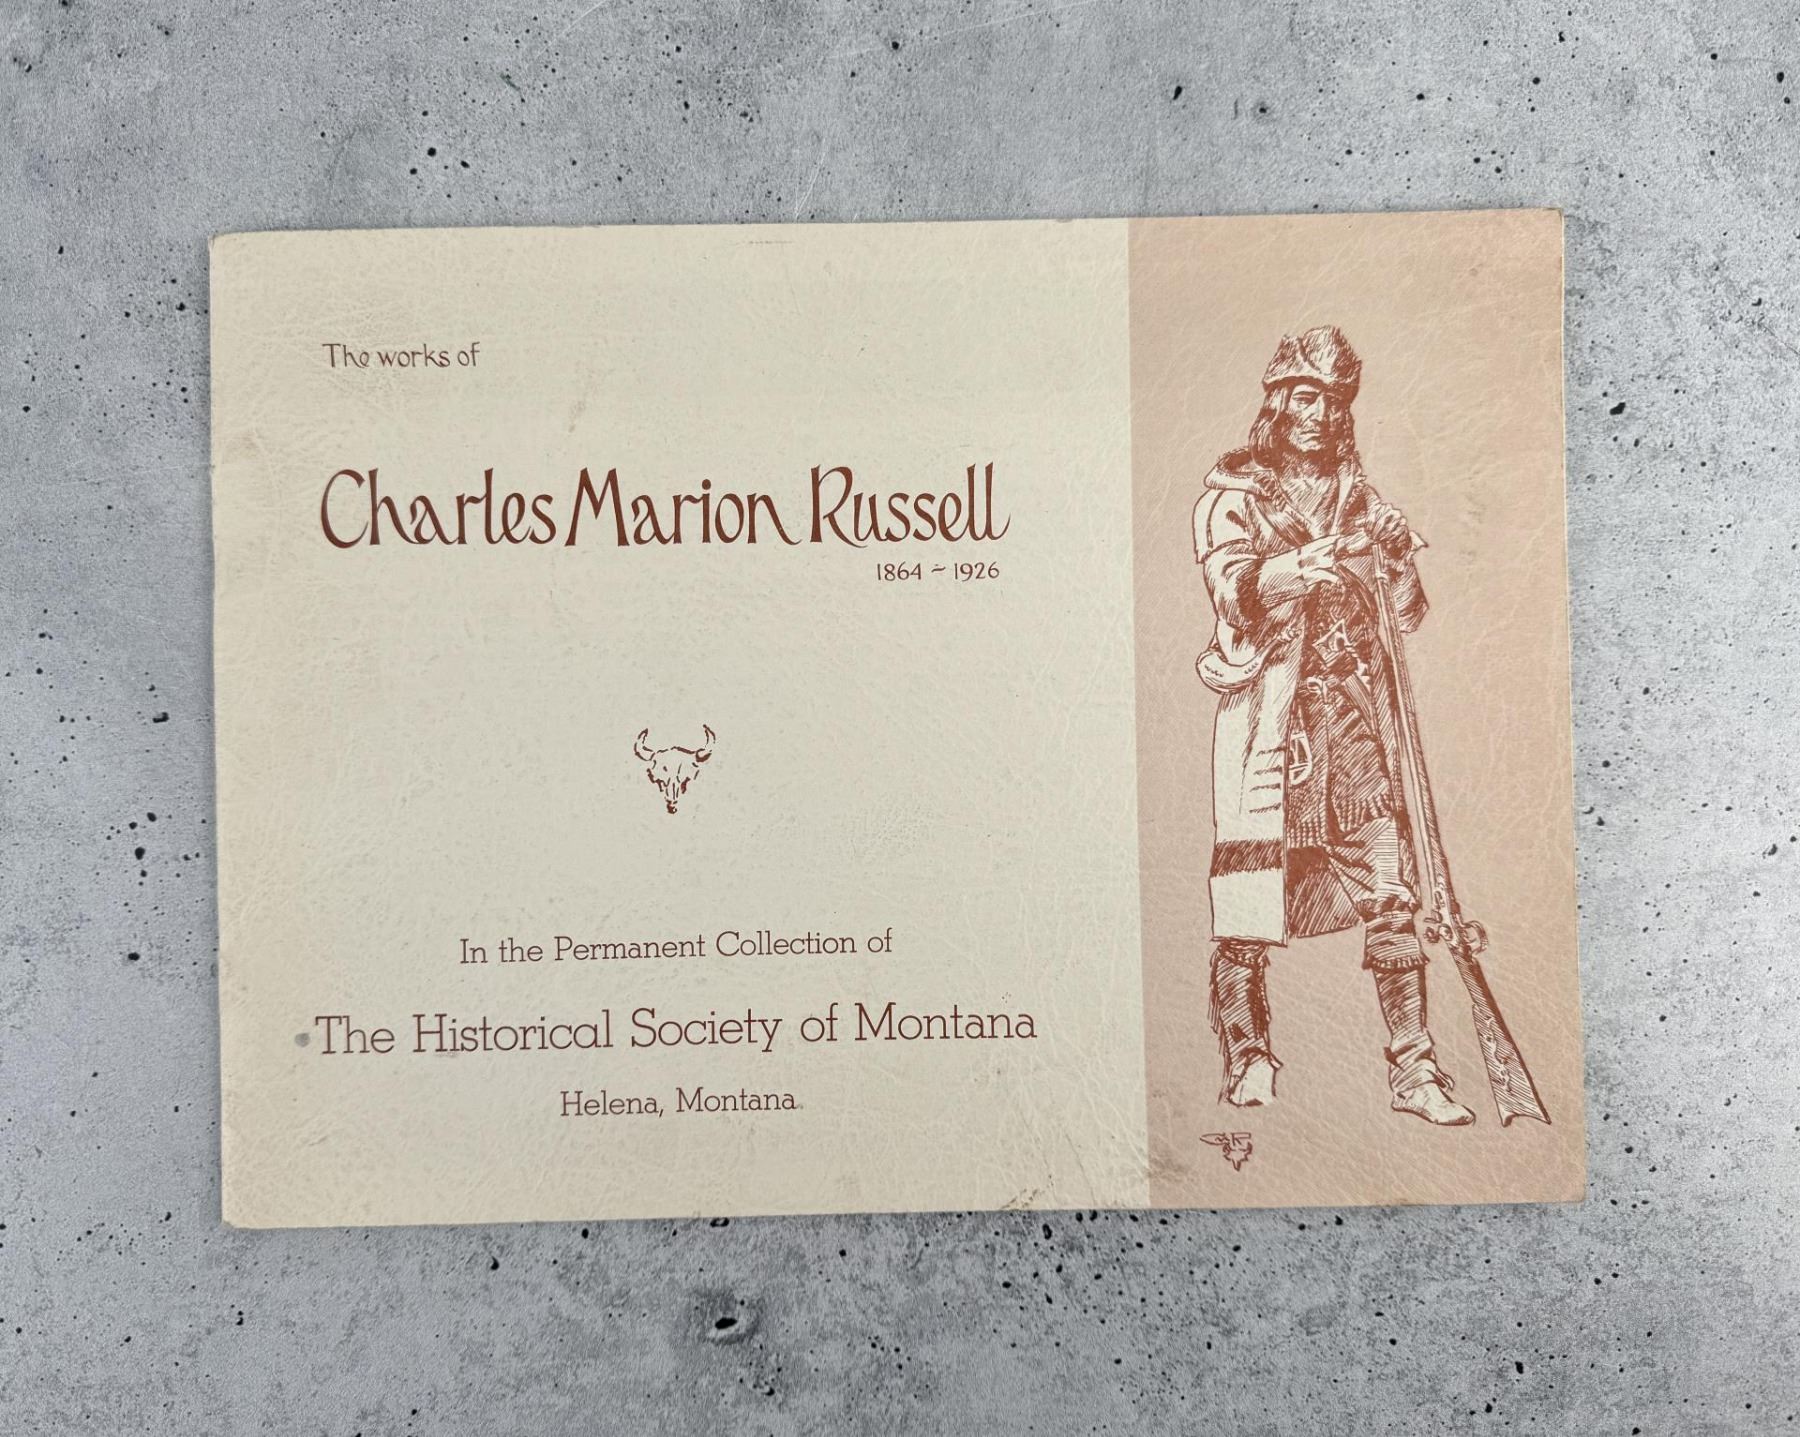 The works of
Charles Marion Russell
1864 ~ 1926
In the Permanent Collection of
The Historical Society of Montana
Helena, Montana
CMR